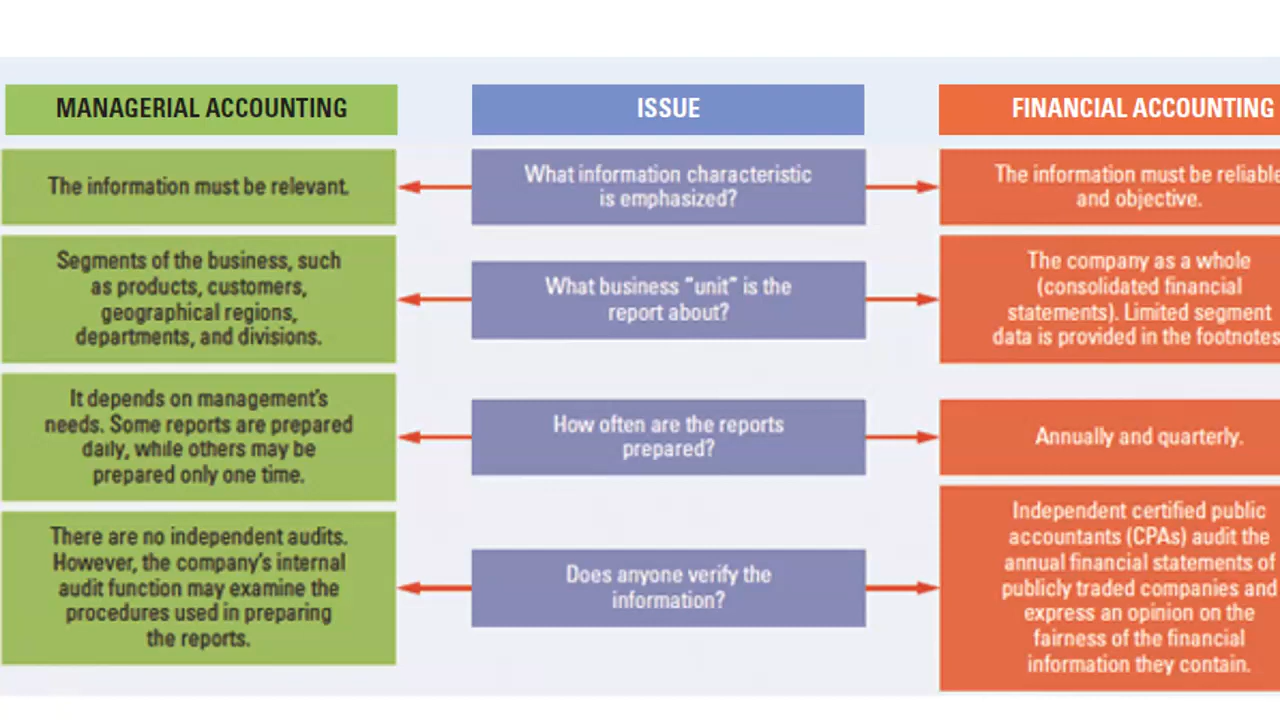 MANAGERIAL ACCOUNTING
ISSUE
FINANCIAL ACCOUNTING
The information must be relevant.
What information characteristic
is emphasized?
The information must be reliable
and objective.
Segments of the business, such
as products, customers,
geographical regions,
departments, and divisions.
What business "unit" is the
report about?
The company as a whole
(consolidated financial
statements). Limited segment
data is provided in the footnotes
It depends on management's
needs. Some reports are prepared
daily, while others may be
prepared only one time.
How often are the reports
prepared?
Annually and quarterly.
There are no independent audits.
However, the company's internal
audit function may examine the
procedures used in preparing
the reports.
Does anyone verify the
information?
Independent certified public
accountants (CPAs) audit the
annual financial statements of
publicly traded companies and
express an opinion on the
fairness of the financial
information they contain.